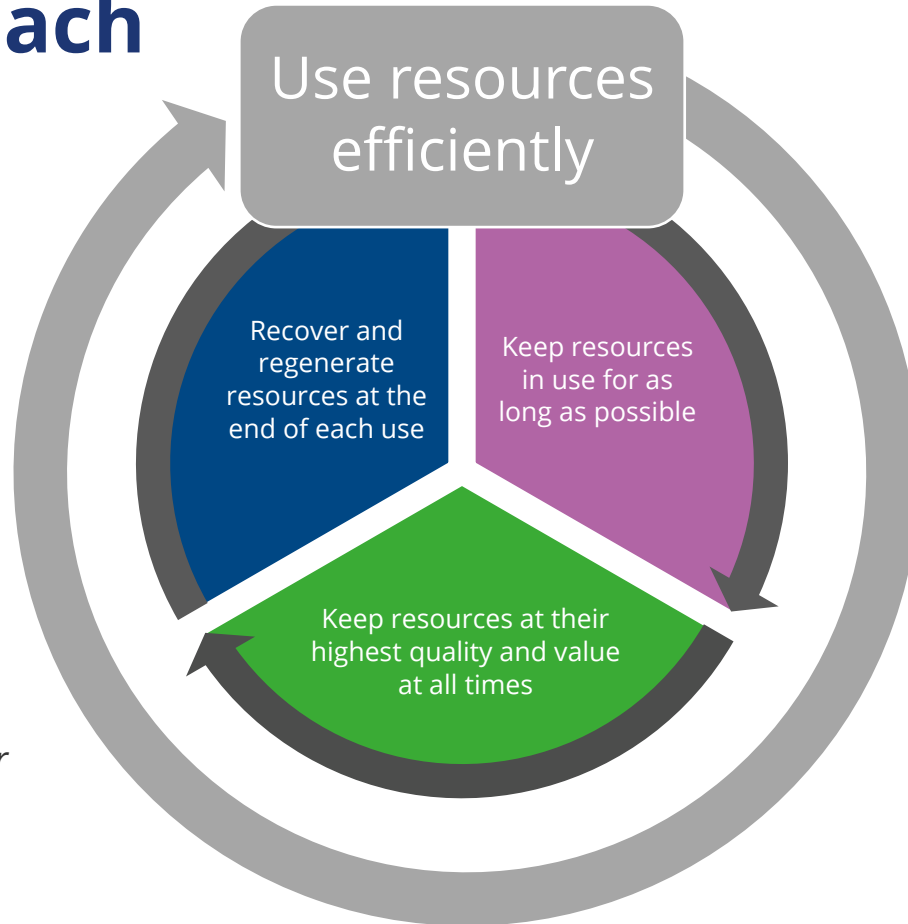 ach
Use resources
efficiently
Recover and
regenerate
resources at the
end of each use
Keep resources
in use for as
long as possible
Keep resources at their
highest quality and value
at all times
r